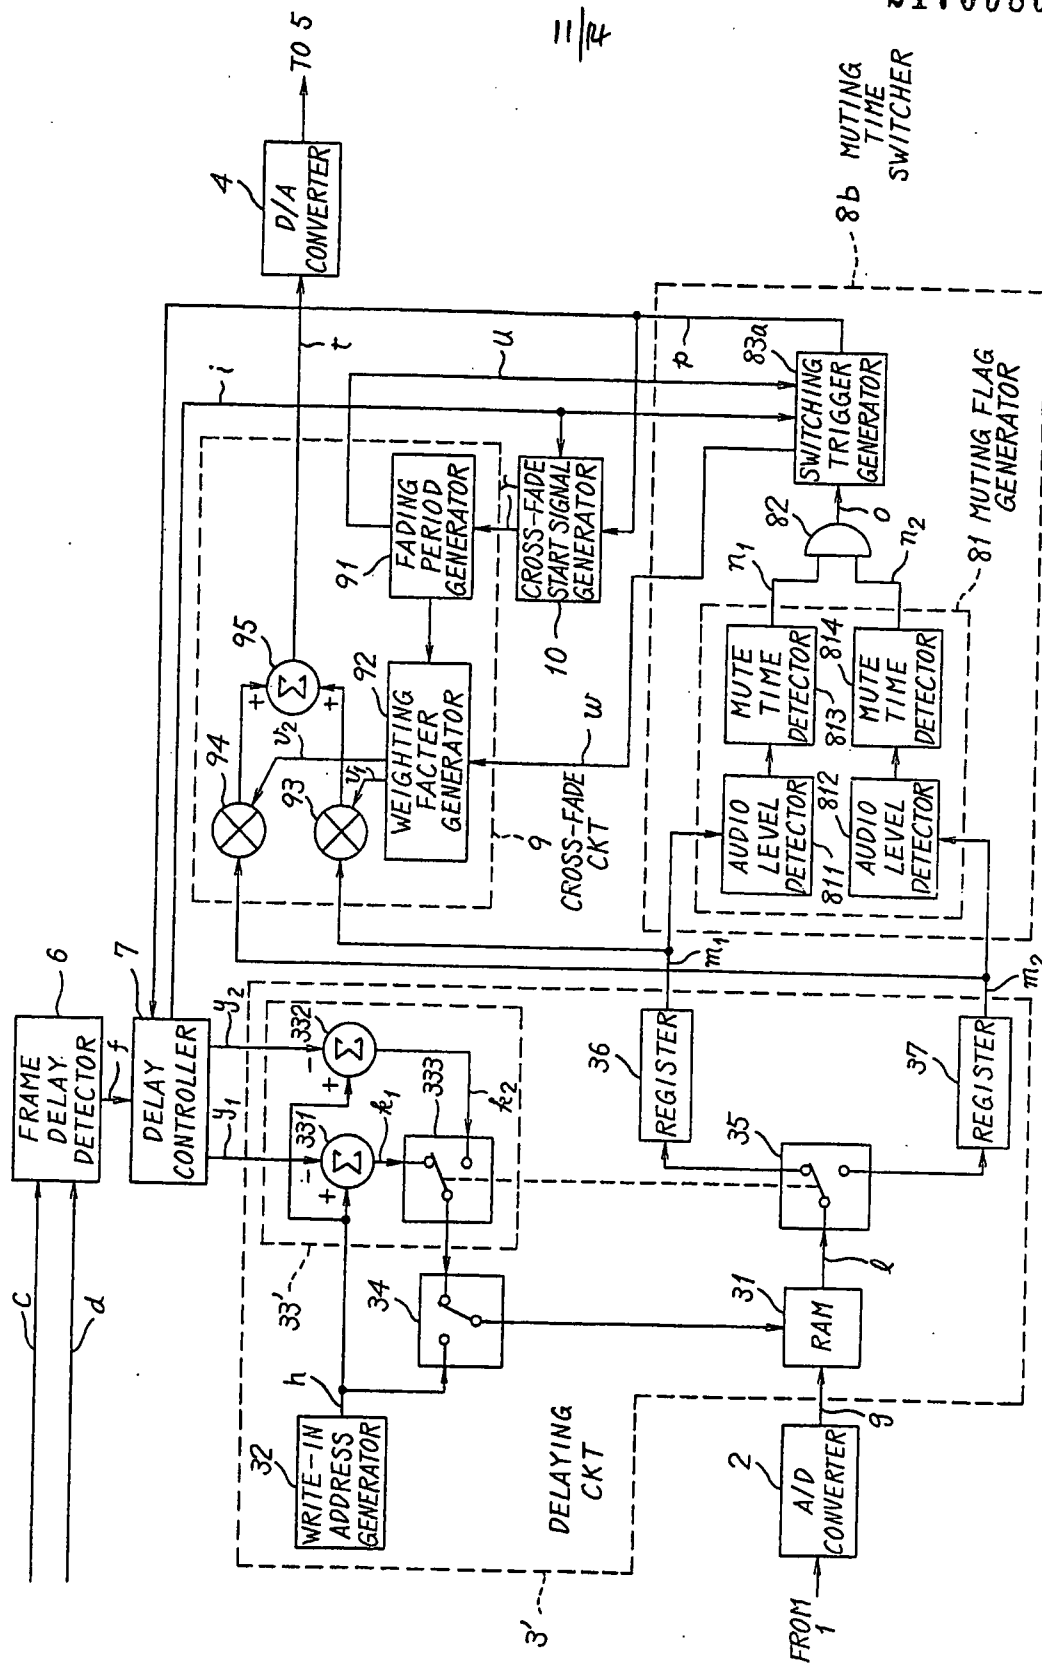 11/14
TO 5
4
D/A
CONVERTER
t
i
u
p
8b MUTING
TIME
SWITCHER
83a
SWITCHING
TRIGGER
GENERATOR
81 MUTING FLAG
GENERATOR
82
o
n1
n2
FADING
PERIOD
GENERATOR
91
r
CROSS-FADE
START SIGNAL
GENERATOR
10
95
Σ
+
+
94
93
v2
v1
92
WEIGHTING
FACTER
GENERATOR
w
9
CROSS-FADE
CKT
MUTE
TIME
DETECTOR
813
814
MUTE
TIME
DETECTOR
AUDIO
LEVEL
DETECTOR
811
812
AUDIO
LEVEL
DETECTOR
m1
m2
6
FRAME
DELAY
DETECTOR
f
7
DELAY
CONTROLLER
y1
y2
C
d
331
Σ
+
-
332
Σ
+
-
k1
k2
333
33'
34
h
32
WRITE-IN
ADDRESS
GENERATOR
36
REGISTER
37
REGISTER
35
l
31
RAM
g
2
A/D
CONVERTER
FROM
1
DELAYING
CKT
3'